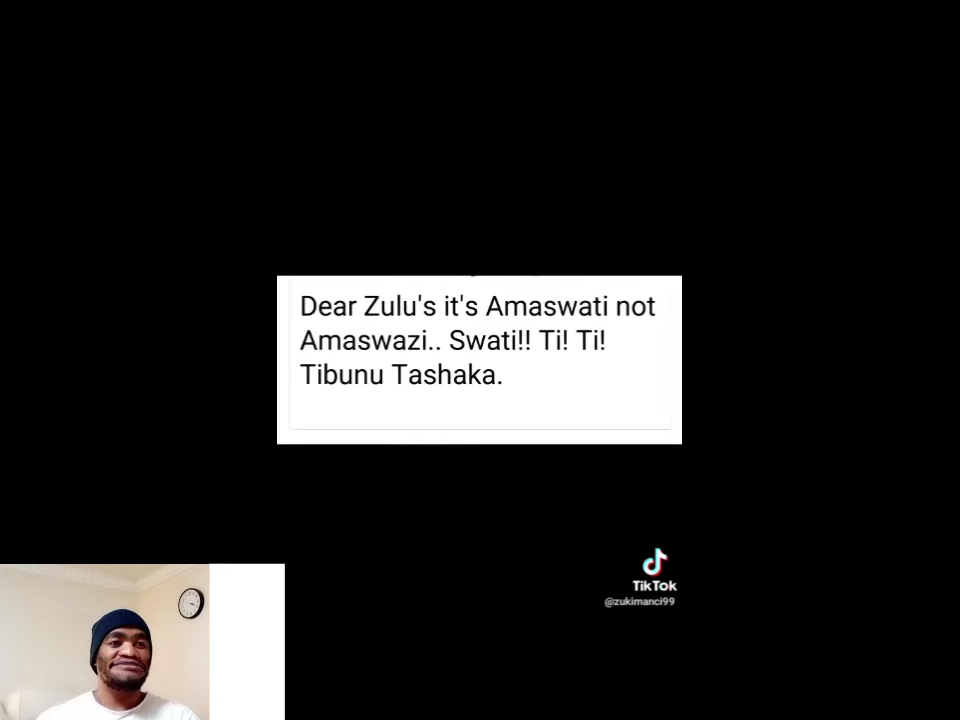 Dear Zulu's it's Amaswati not
Amaswazi.. Swati!! Ti! Ti!
Tibunu Tashaka.
TikTok
@zukimanci99